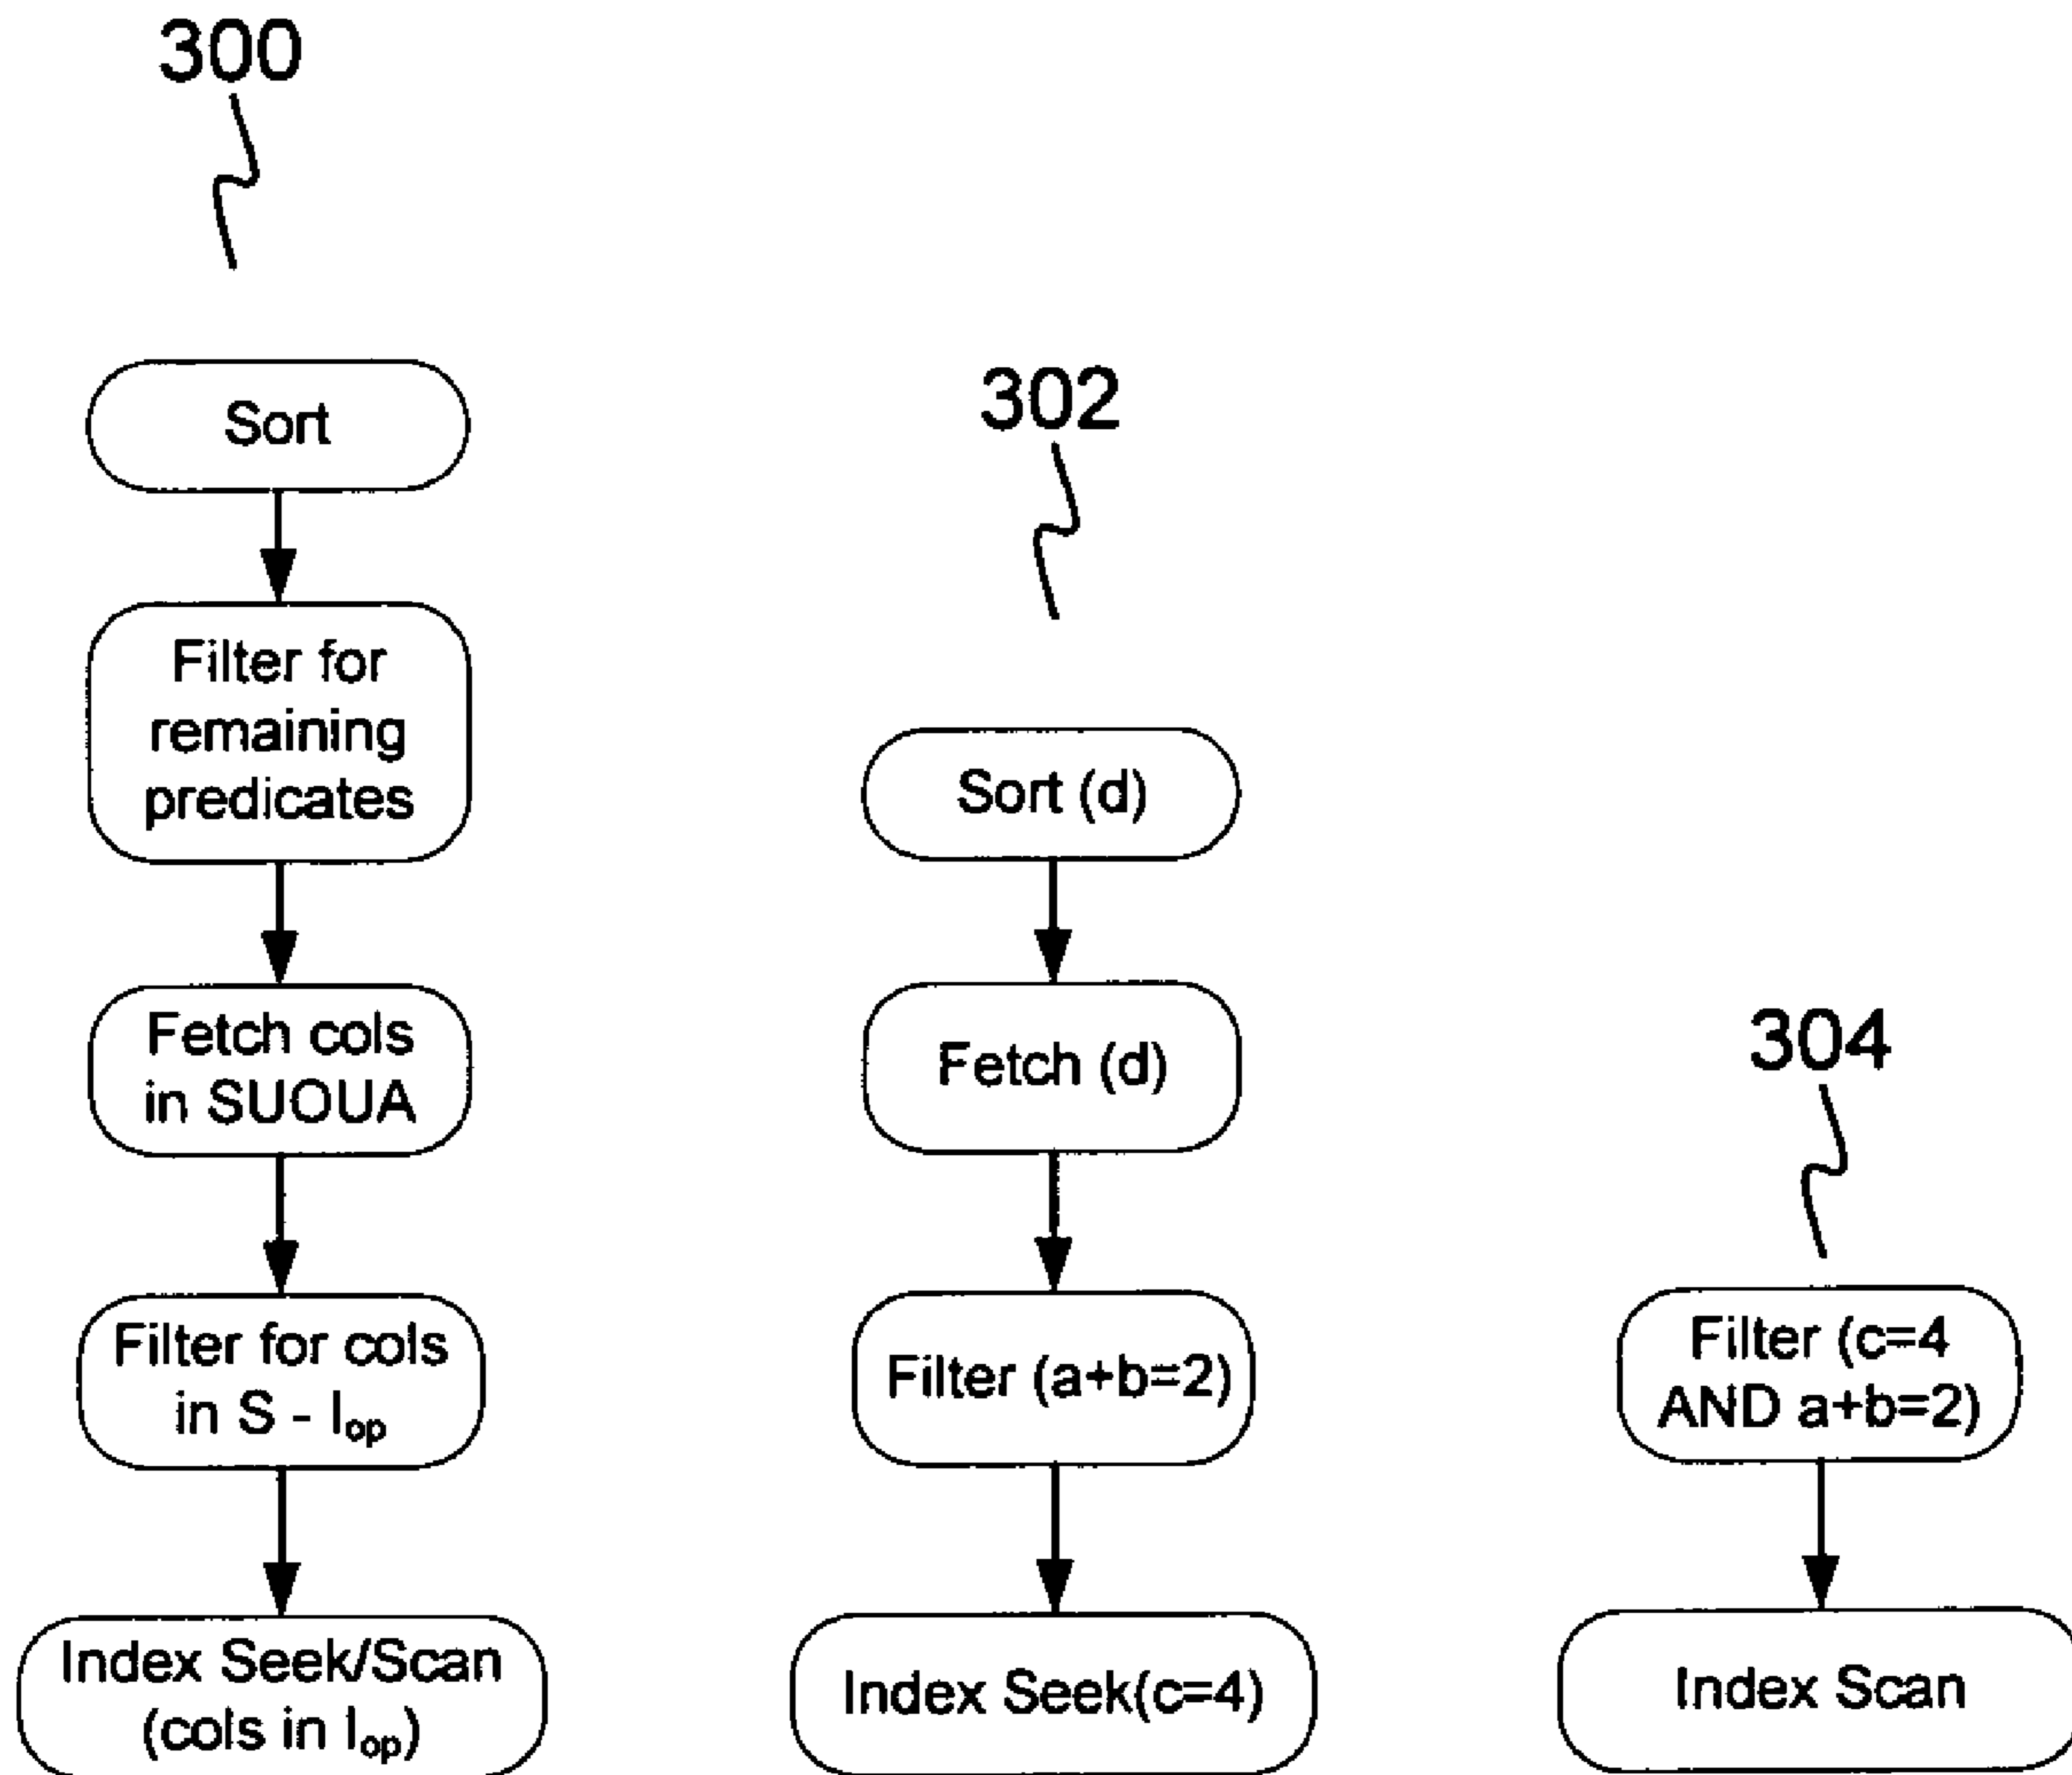 300
Sort
Filter for
remaining
predicates
Fetch cols
in SUOUA
Filter for cols
in S - Iop
Index Seek/Scan
(cols in Iop)
302
Sort (d)
Fetch (d)
Filter (a+b=2)
Index Seek(c=4)
304
Filter (c=4
AND a+b=2)
Index Scan